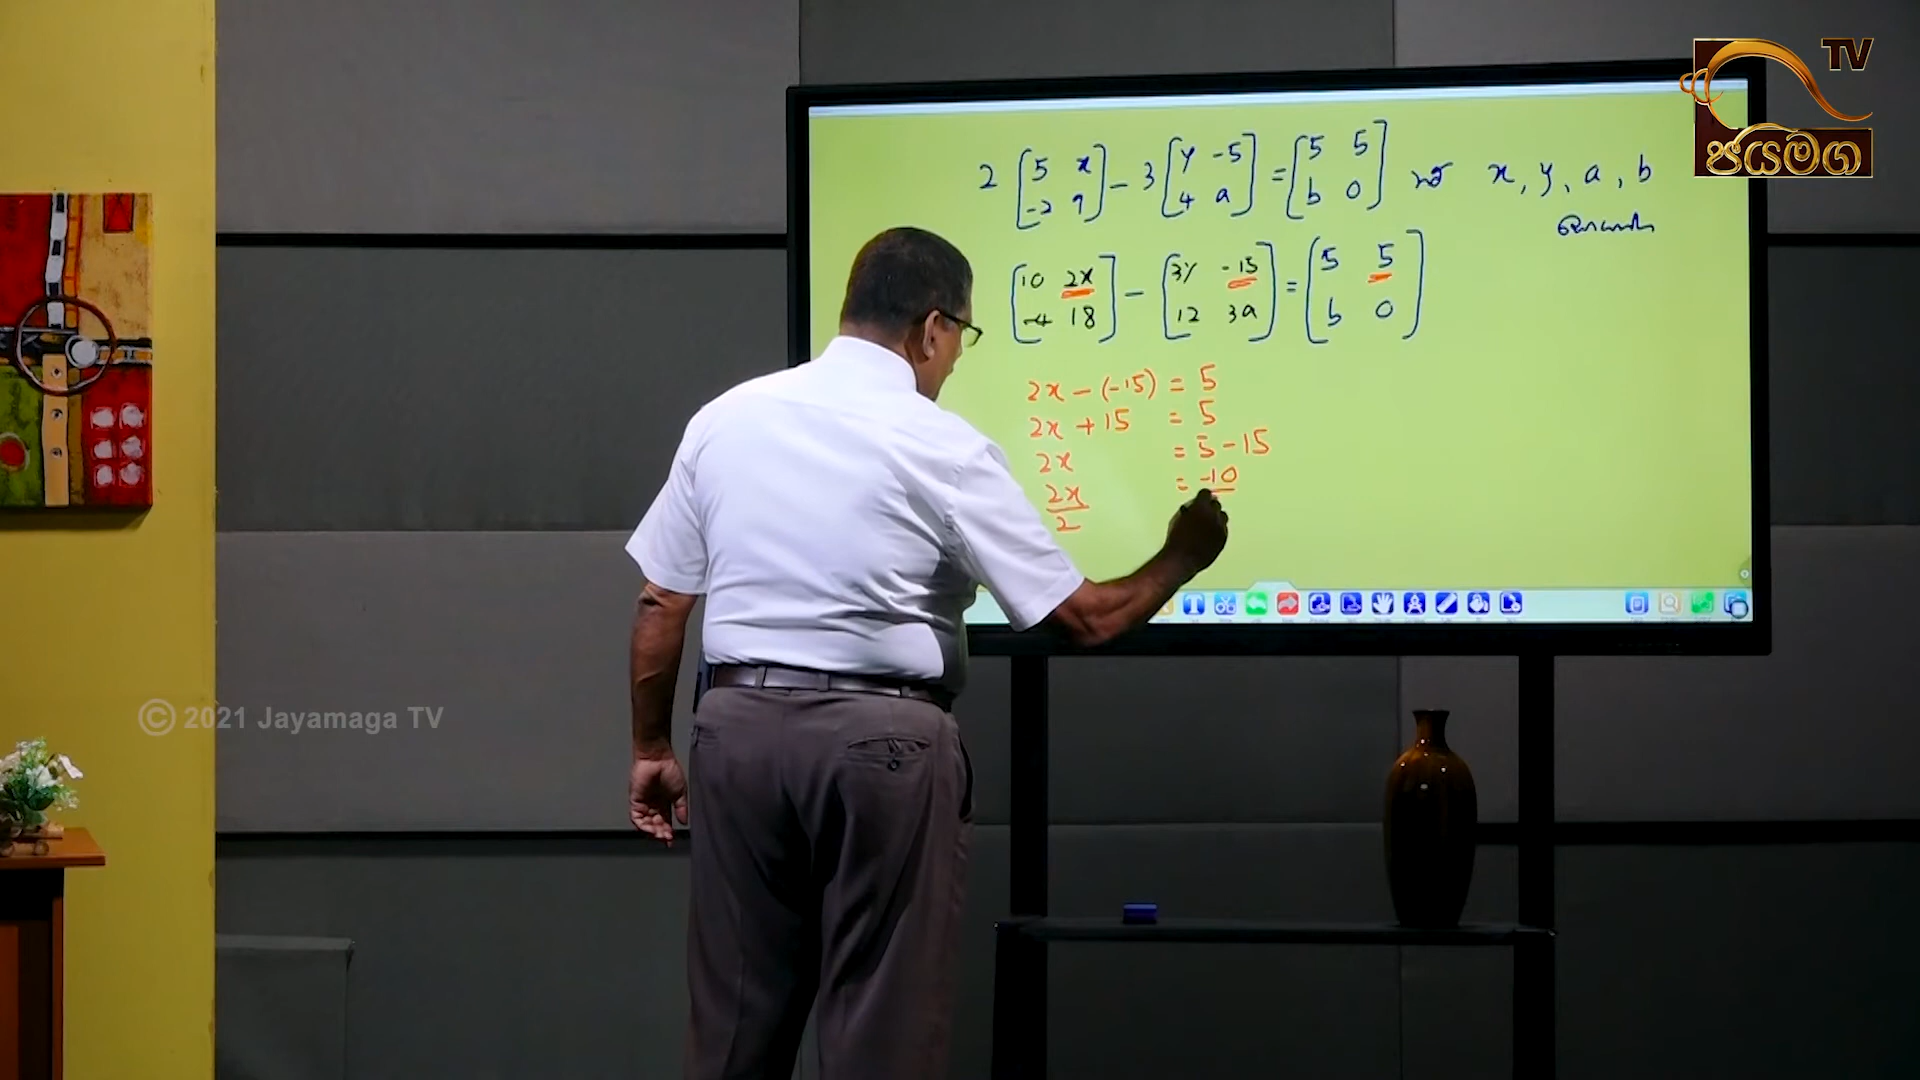 TV
ජයමග
2 [5 x -2 9] - 3 [y -5 4 a] = [5 5 b 0] නම් x, y, a, b
සොයන්න
[10 2x -4 18] - [3y -15 12 3a] = [5 5 b 0]
2x - (-15) = 5
2x + 15 = 5
2x = 5 - 15
2x/2 = -10
© 2021 Jayamaga TV